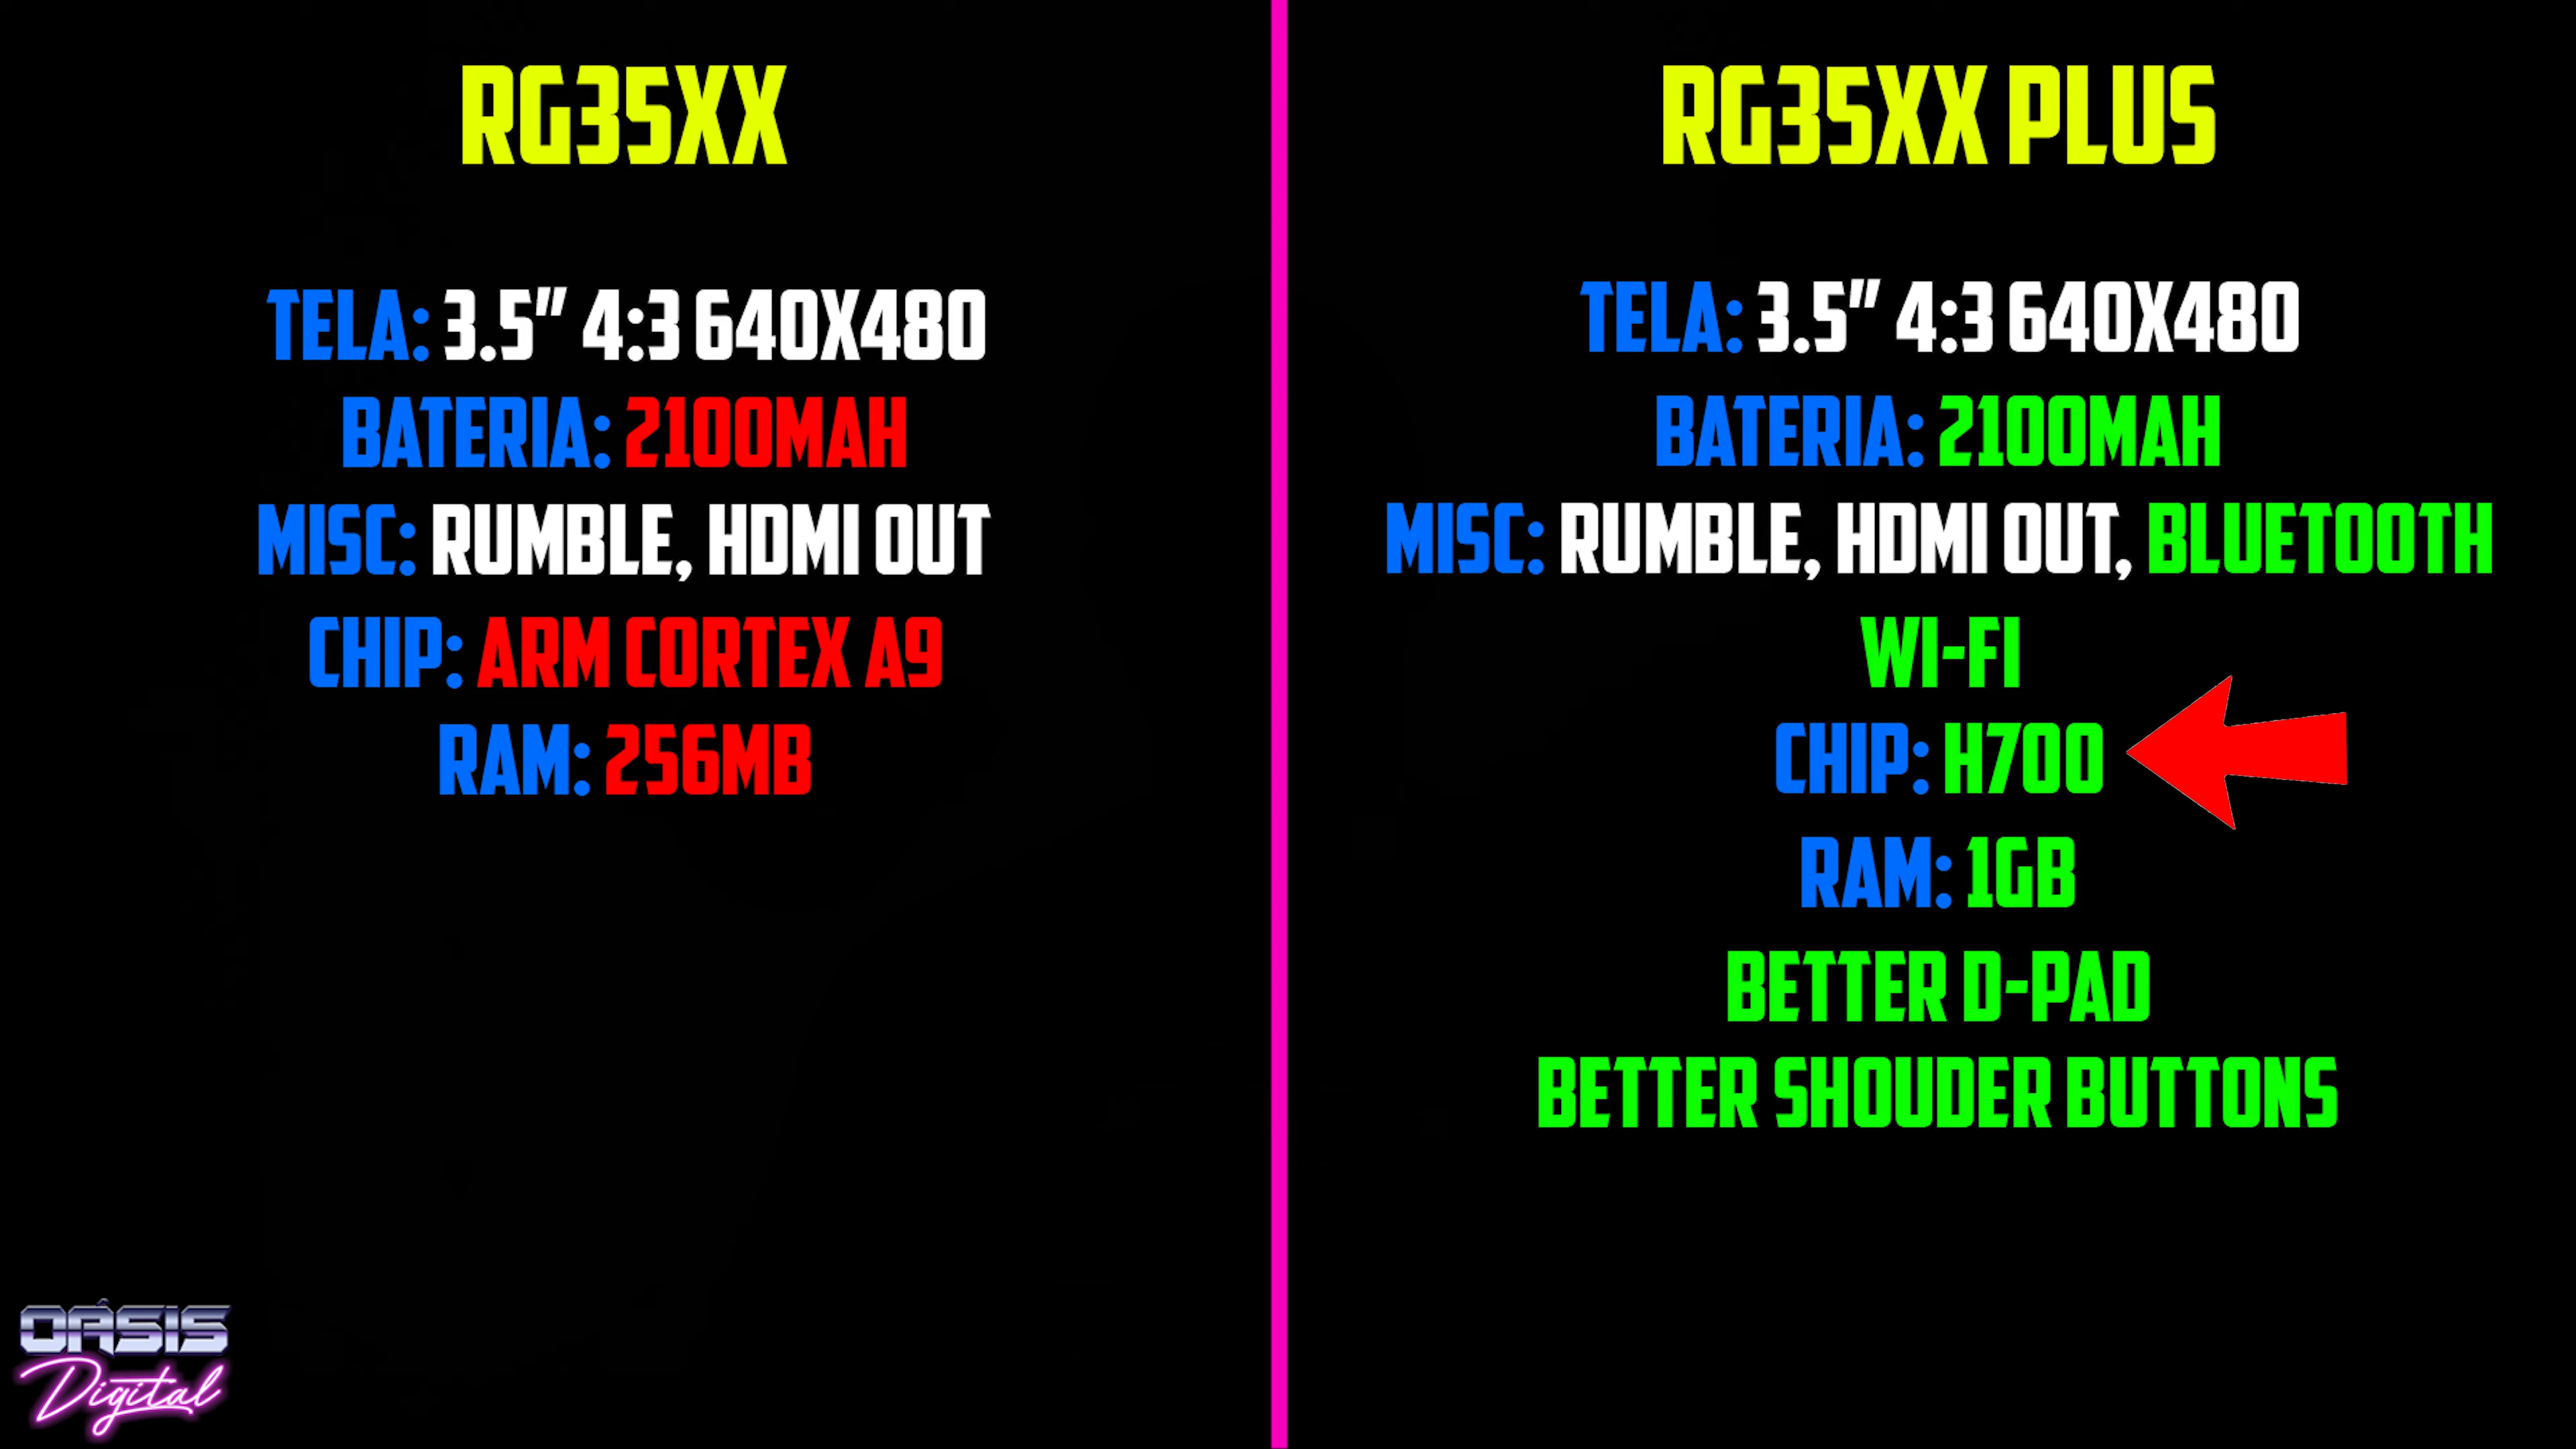 RG35XX
TELA: 3.5" 4:3 640X480
BATERIA: 2100MAH
MISC: RUMBLE, HDMI OUT
CHIP: ARM CORTEX A9
RAM: 256MB
RG35XX PLUS
TELA: 3.5" 4:3 640X480
BATERIA: 2100MAH
MISC: RUMBLE, HDMI OUT, BLUETOOTH
WI-FI
CHIP: H700
RAM: 1GB
BETTER D-PAD
BETTER SHOUDER BUTTONS
OÁSIS
Digital